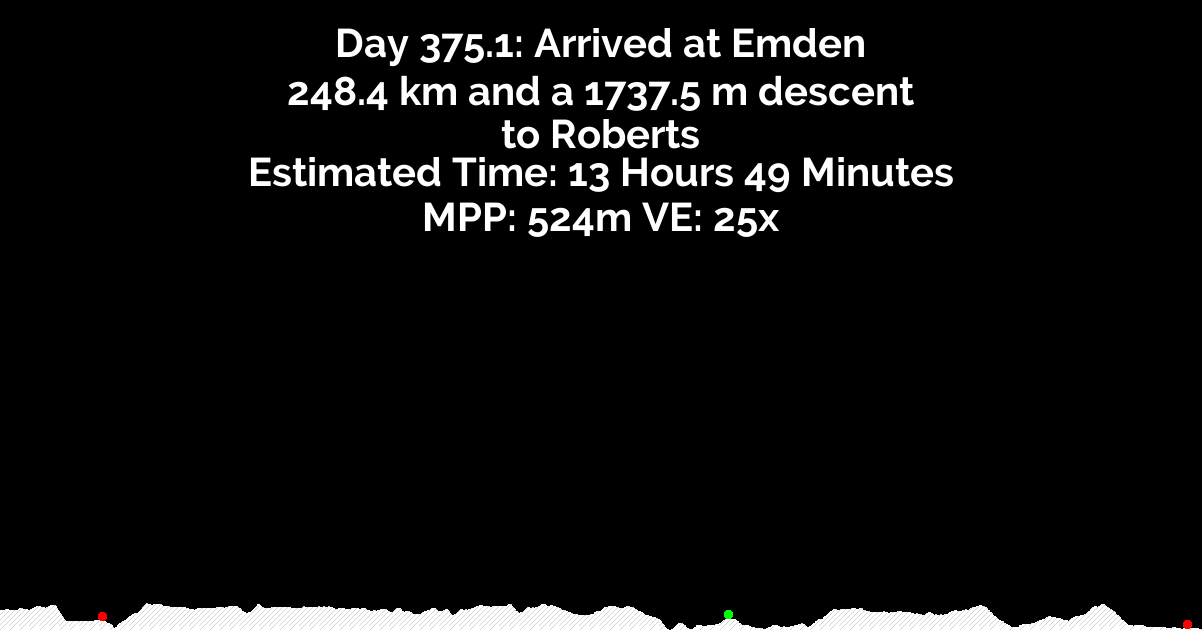 Day 375.1: Arrived at Emden
248.4 km and a 1737.5 m descent
to Roberts
Estimated Time: 13 Hours 49 Minutes
MPP: 524m VE: 25x